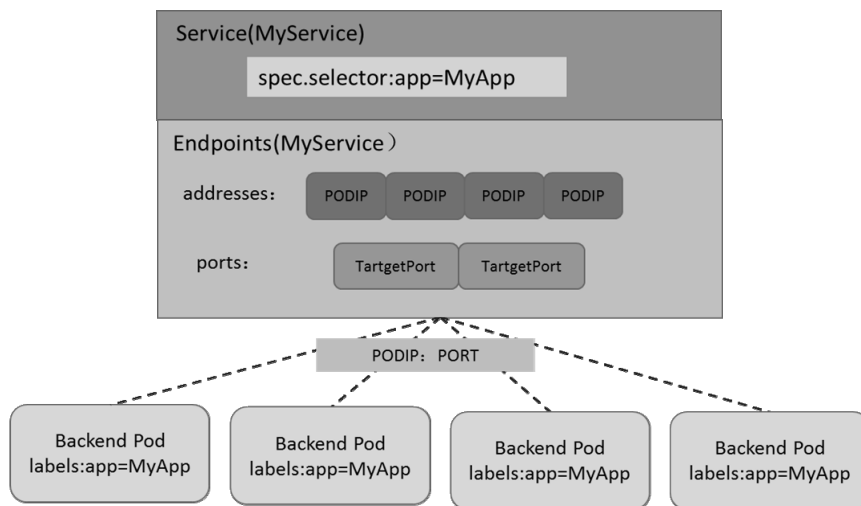 Service(MyService)
spec.selector:app=MyApp
Endpoints(MyService）
addresses:
PODIP PODIP PODIP PODIP
ports:
TartgetPort TartgetPort
PODIP：PORT
Backend Pod
labels:app=MyApp
Backend Pod
labels:app=MyApp
Backend Pod
labels:app=MyApp
Backend Pod
labels:app=MyApp